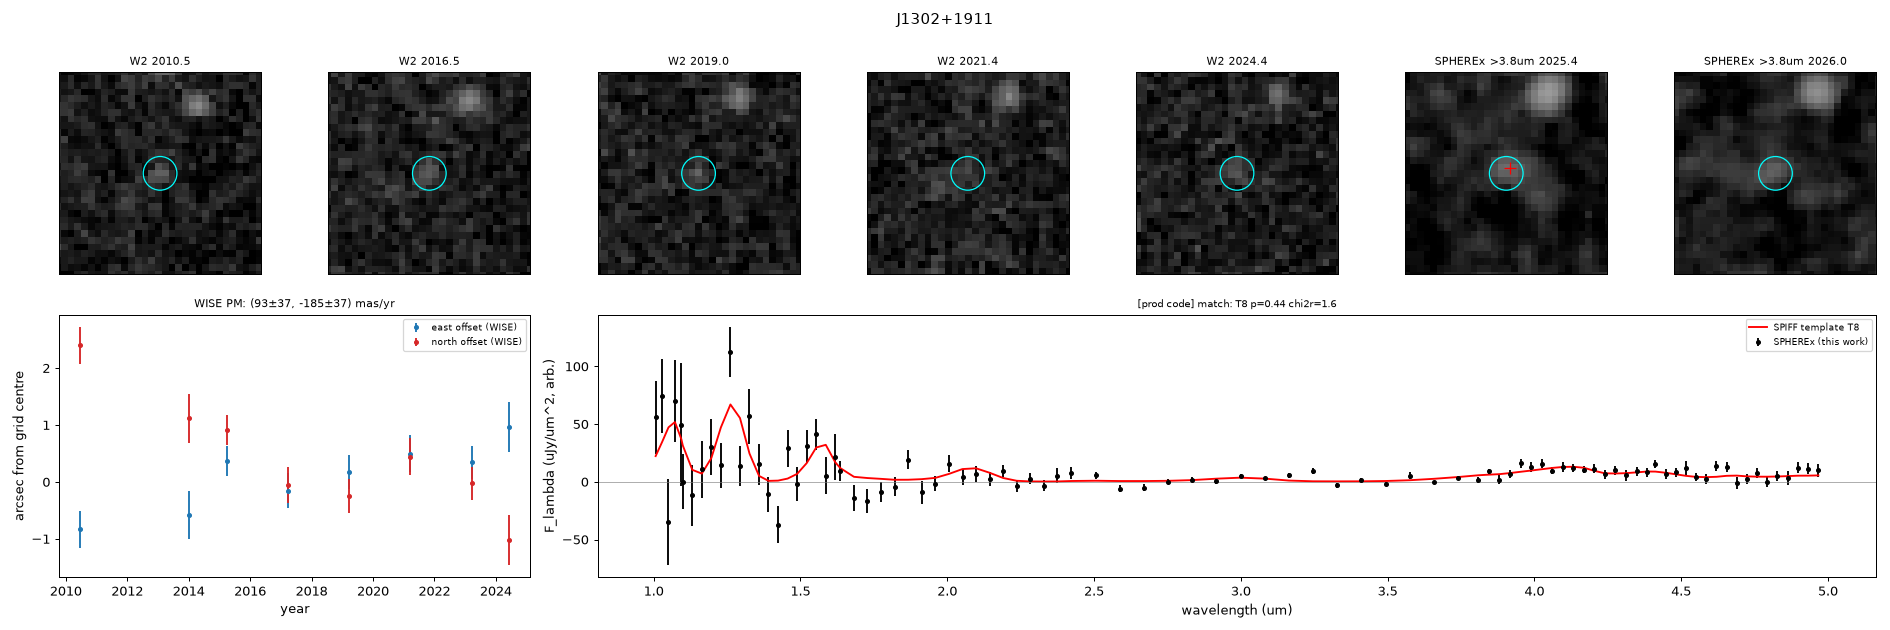 J1302+1911
W2 2010.5
W2 2016.5
W2 2019.0
W2 2021.4
W2 2024.4
SPHEREx >3.8um 2025.4
SPHEREx >3.8um 2026.0
WISE PM: (93±37, -185±37) mas/yr
east offset (WISE)
north offset (WISE)
arcsec from grid centre
2
1
0
−1
2010 2012 2014 2016 2018 2020 2022 2024
year
[prod code] match: T8 p=0.44 chi2r=1.6
SPIFF template T8
SPHEREx (this work)
F_lambda (uJy/um^2, arb.)
100
50
0
−50
1.0 1.5 2.0 2.5 3.0 3.5 4.0 4.5 5.0
wavelength (um)